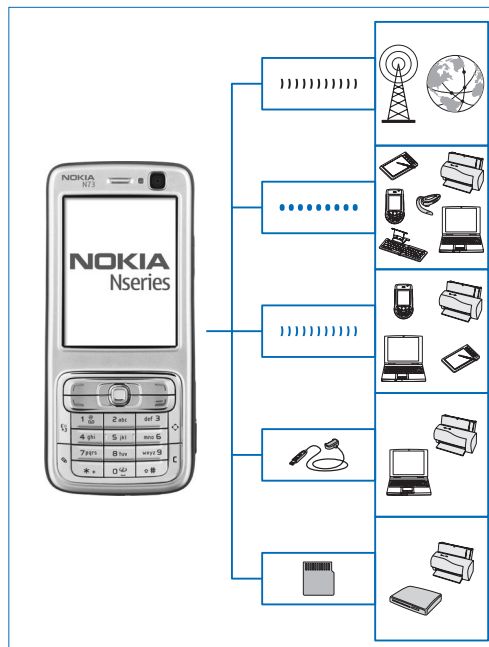 NOKIA
N73
NOKIA
Nseries
1
2 abc
def 3
4 ghi
5 jkl
mno 6
7 pqrs
8 tuv
wxyz 9
* +
0
#